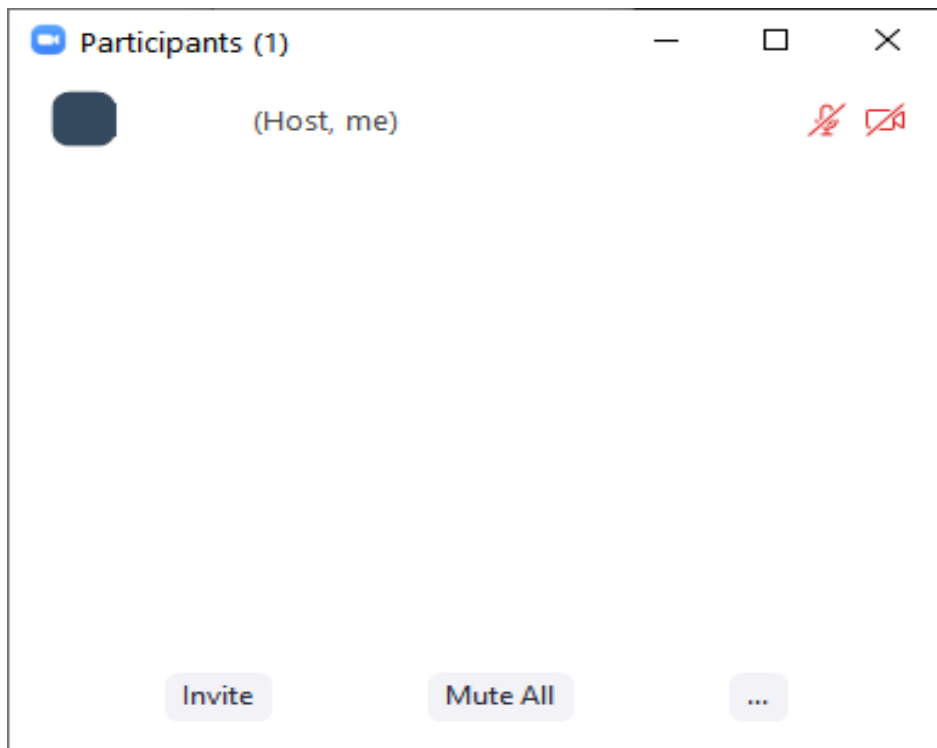 Participants (1)
(Host, me)
Invite Mute All ...